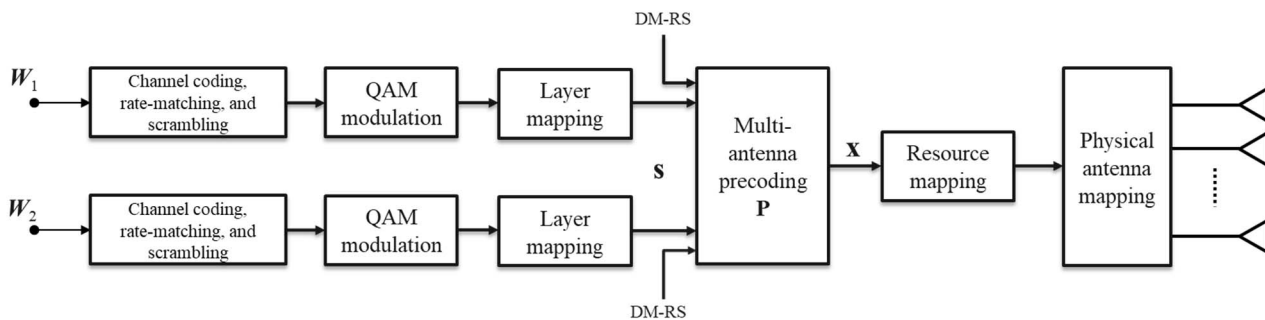 DM-RS
W1
Channel coding,
rate-matching, and
scrambling
QAM
modulation
Layer
mapping
s
Multi-
antenna
precoding
P
x
Resource
mapping
Physical
antenna
mapping
W2
Channel coding,
rate-matching, and
scrambling
QAM
modulation
Layer
mapping
DM-RS